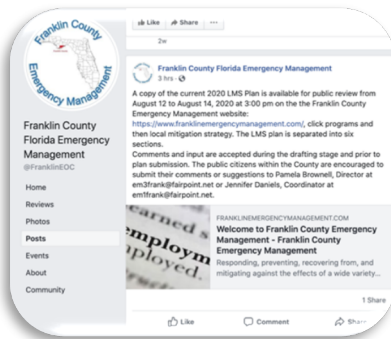 Franklin County
Emergency Management
Franklin County
Florida Emergency
Management
@FranklinEOC
Home
Reviews
Photos
Posts
Events
About
Community
Like Share
2w
Franklin County Florida Emergency Management
3 hrs
A copy of the current 2020 LMS Plan is available for public review from
August 12 to August 14, 2020 at 3:00 pm on the the Franklin County
Emergency Management website:
https://www.franklinemergencymanagement.com/, click programs and
then local mitigation strategy. The LMS plan is separated into six
sections.
Comments and input are accepted during the drafting stage and prior to
plan submission. The public citizens within the County are encouraged to
submit their comments or suggestions to Pamela Brownell, Director at
em3frank@fairpoint.net or Jennifer Daniels, Coordinator at
em1frank@fairpoint.net.
earned s
employm
ployed.
FRANKLINEMERGENCYMANAGEMENT.COM
Welcome to Franklin County Emergency
Management - Franklin County
Emergency Management
Responding, preventing, recovering from, and
mitigating against the effects of a wide variety...
1 Share
Like Comment